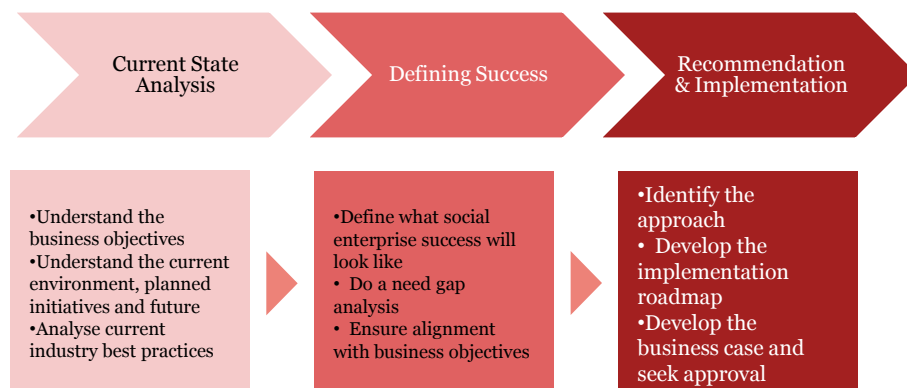 Current State
Analysis
Defining Success
Recommendation
& Implementation
•Understand the
business objectives
•Understand the current
environment, planned
initiatives and future
•Analyse current
industry best practices
•Define what social
enterprise success will
look like
• Do a need gap
analysis
• Ensure alignment
with business objectives
•Identify the
approach
• Develop the
implementation
roadmap
•Develop the
business case and
seek approval